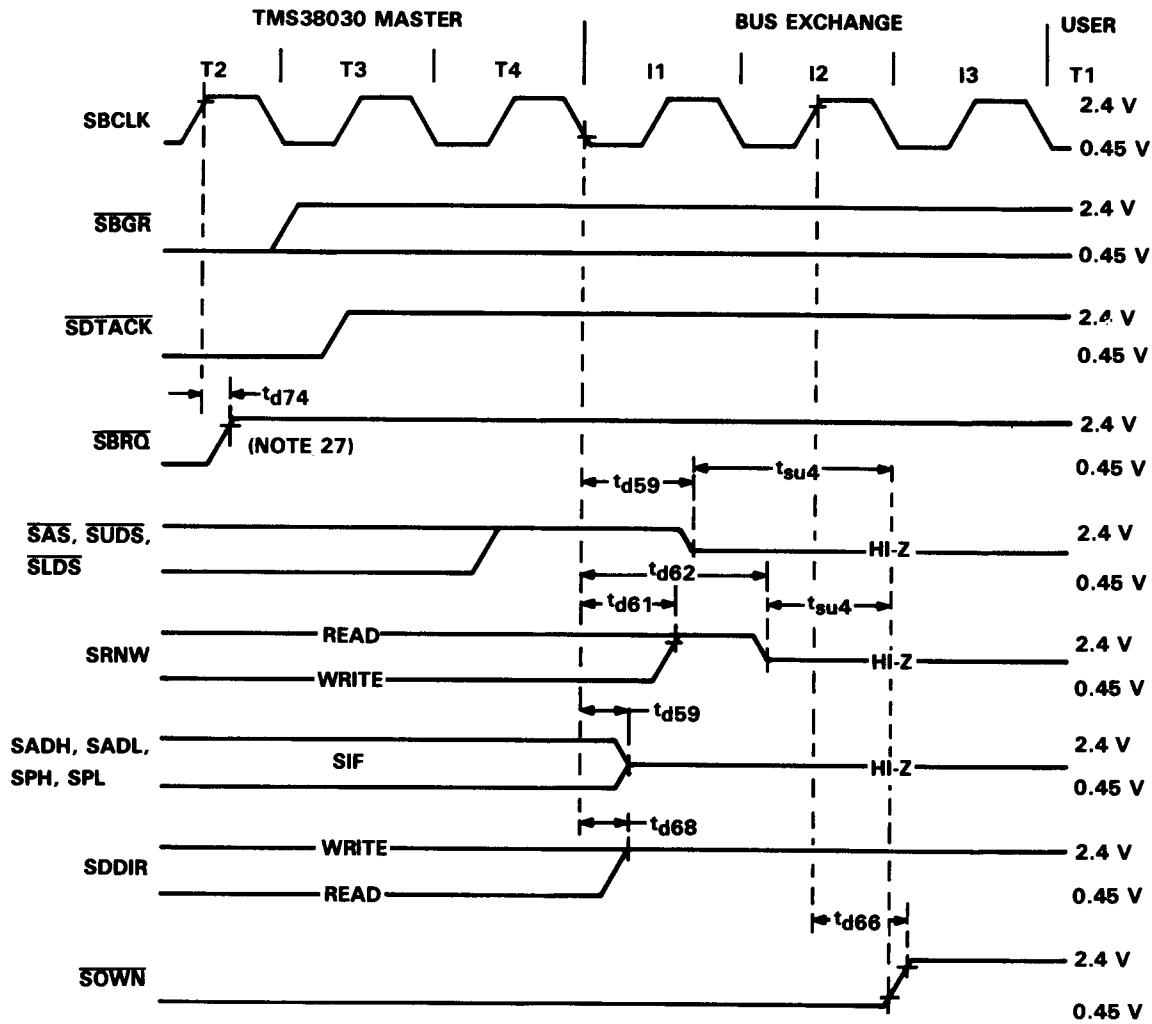 TMS38030 MASTER BUS EXCHANGE USER
T2 T3 T4 I1 I2 I3 T1
SBCLK 2.4 V
0.45 V
SBGR 2.4 V
0.45 V
SDTACK 2.4 V
0.45 V
td74
SBRQ (NOTE 27) 2.4 V
0.45 V
td59 tsu4
SAS, SUDS, 2.4 V
SLDS HI-Z 0.45 V
td62
td61 tsu4
SRNW READ 2.4 V
WRITE HI-Z 0.45 V
td59
SADH, SADL, 2.4 V
SPH, SPL SIF HI-Z 0.45 V
td68
SDDIR WRITE 2.4 V
READ 0.45 V
td66
SOWN 2.4 V
0.45 V